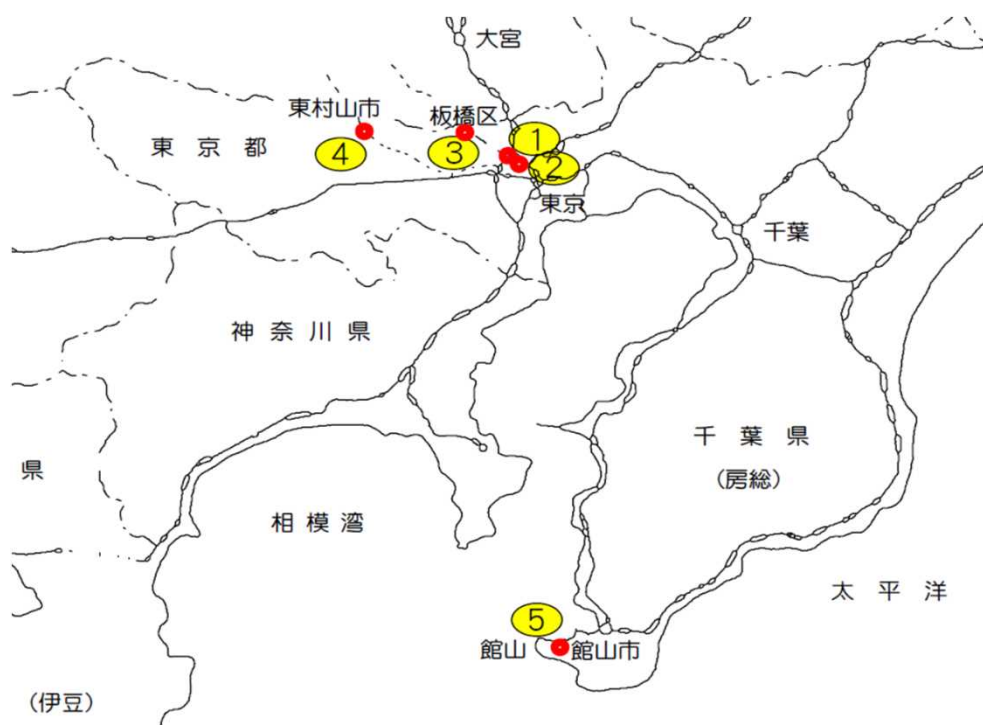 大宮
東村山市
板橋区
①
東京都
④
③
②
東京
千葉
神奈川県
千葉県
(房総)
県
相模湾
太平洋
⑤
館山
館山市
(伊豆)